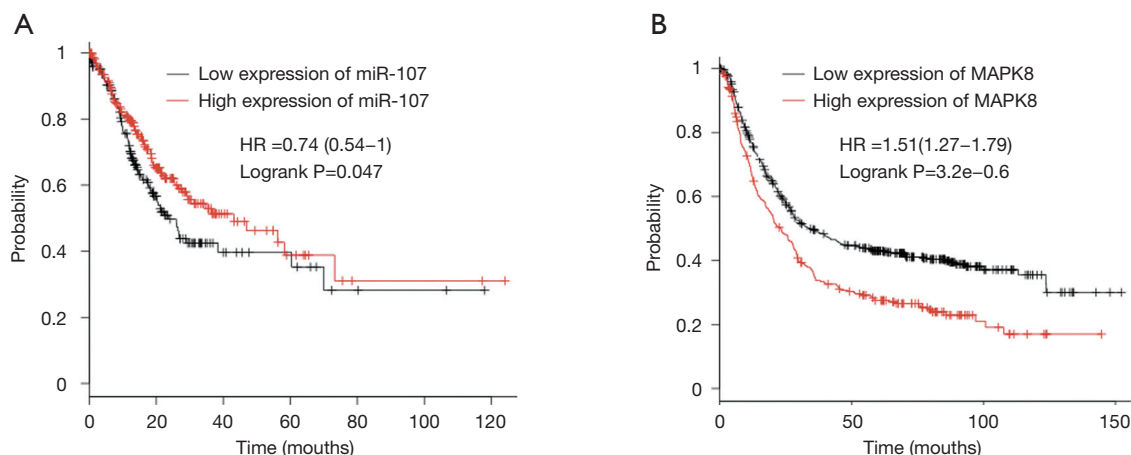 A
Probability
1
0.8
0.6
0.4
0.2
0
Low expression of miR-107
High expression of miR-107
HR =0.74 (0.54−1)
Logrank P=0.047
0 20 40 60 80 100 120
Time (mouths)
B
Probability
1.0
0.8
0.6
0.4
0.2
0.0
Low expression of MAPK8
High expression of MAPK8
HR =1.51(1.27−1.79)
Logrank P=3.2e−0.6
0 50 100 150
Time (mouths)